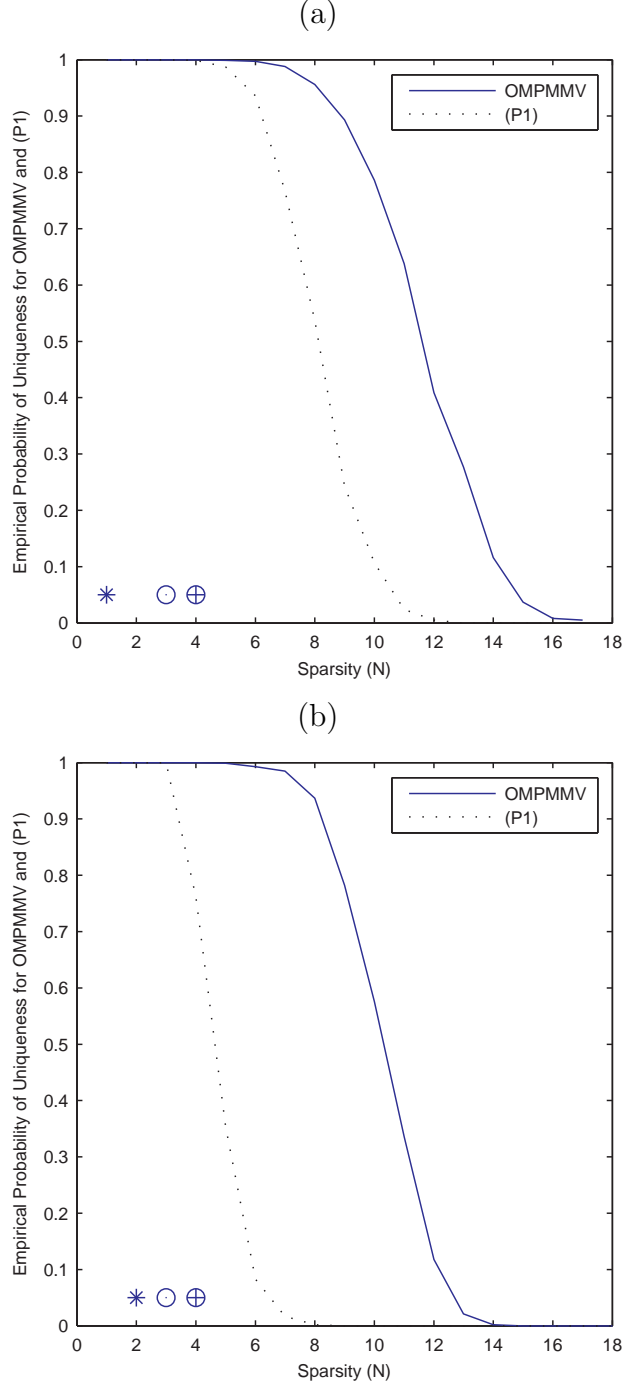 (a)
Empirical Probability of Uniqueness for OMPMMV and (P1)
1
0.9
0.8
0.7
0.6
0.5
0.4
0.3
0.2
0.1
0
OMPMMV
(P1)
0 2 4 6 8 10 12 14 16 18
Sparsity (N)
(b)
Empirical Probability of Uniqueness for OMPMMV and (P1)
1
0.9
0.8
0.7
0.6
0.5
0.4
0.3
0.2
0.1
0
OMPMMV
(P1)
0 2 4 6 8 10 12 14 16 18
Sparsity (N)